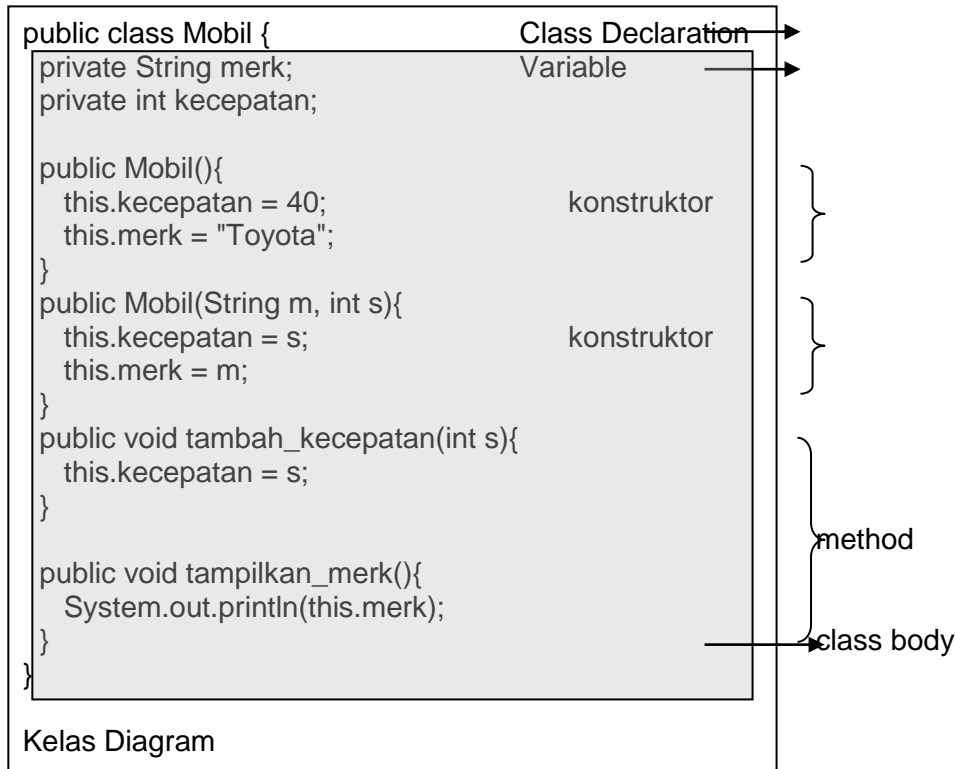 public class Mobil { Class Declaration
private String merk; Variable
private int kecepatan;
public Mobil(){
this.kecepatan = 40; konstruktor
this.merk = "Toyota";
}
public Mobil(String m, int s){
this.kecepatan = s; konstruktor
this.merk = m;
}
public void tambah_kecepatan(int s){
this.kecepatan = s;
}
method
public void tampilkan_merk(){
System.out.println(this.merk);
} class body
}
Kelas Diagram